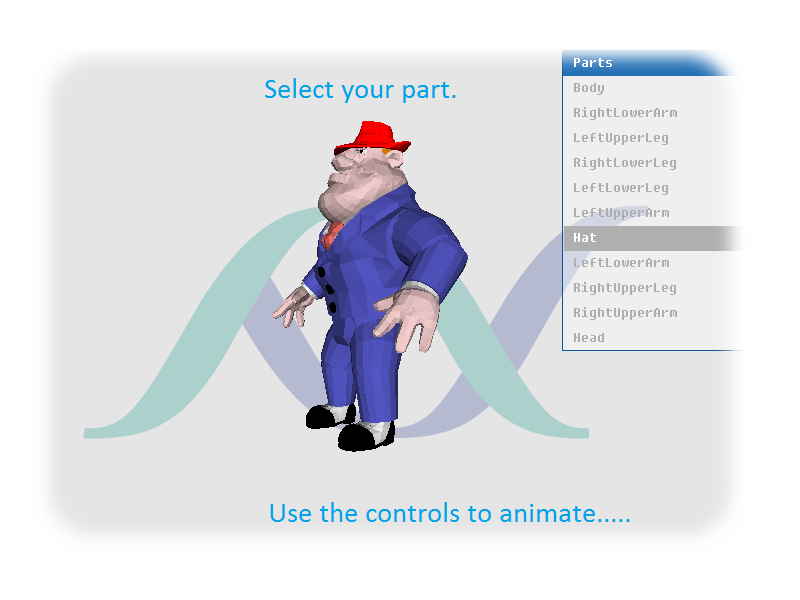 Select your part.
Parts
Body
RightLowerArm
LeftUpperLeg
RightLowerLeg
LeftLowerLeg
LeftUpperArm
Hat
LeftLowerArm
RightUpperLeg
RightUpperArm
Head
Use the controls to animate.....